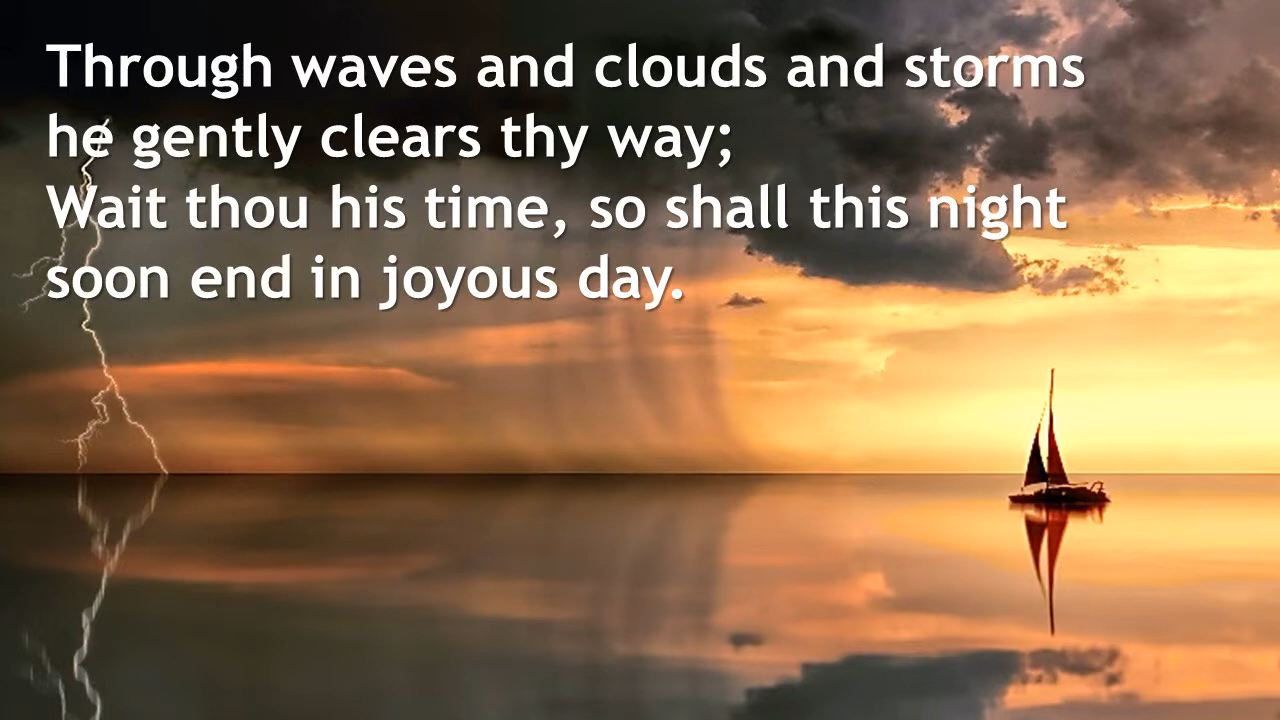 Through waves and clouds and storms
he gently clears thy way;
Wait thou his time, so shall this night
soon end in joyous day.